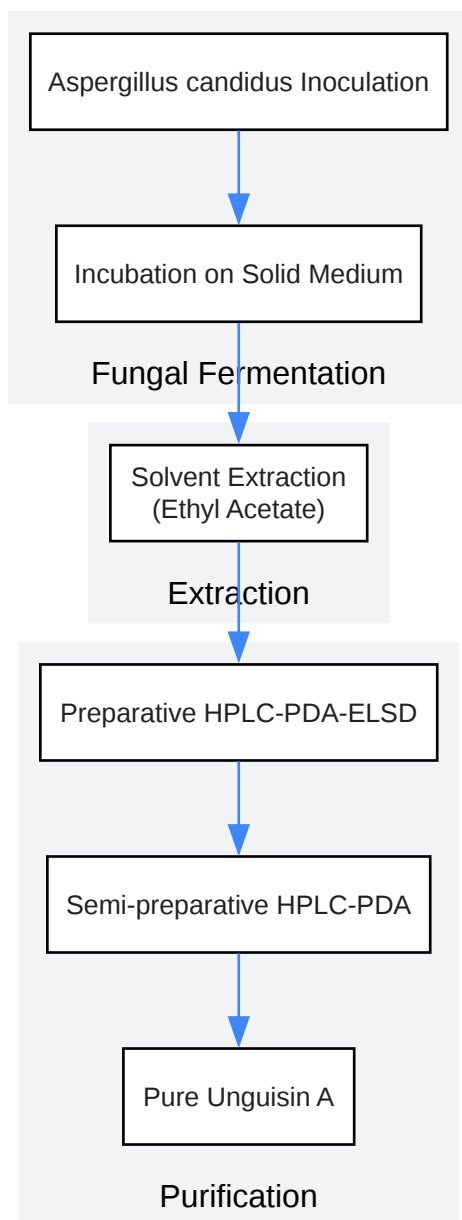 Aspergillus candidus Inoculation
Incubation on Solid Medium
Fungal Fermentation
Solvent Extraction
(Ethyl Acetate)
Extraction
Preparative HPLC-PDA-ELSD
Semi-preparative HPLC-PDA
Pure Unguisin A
Purification